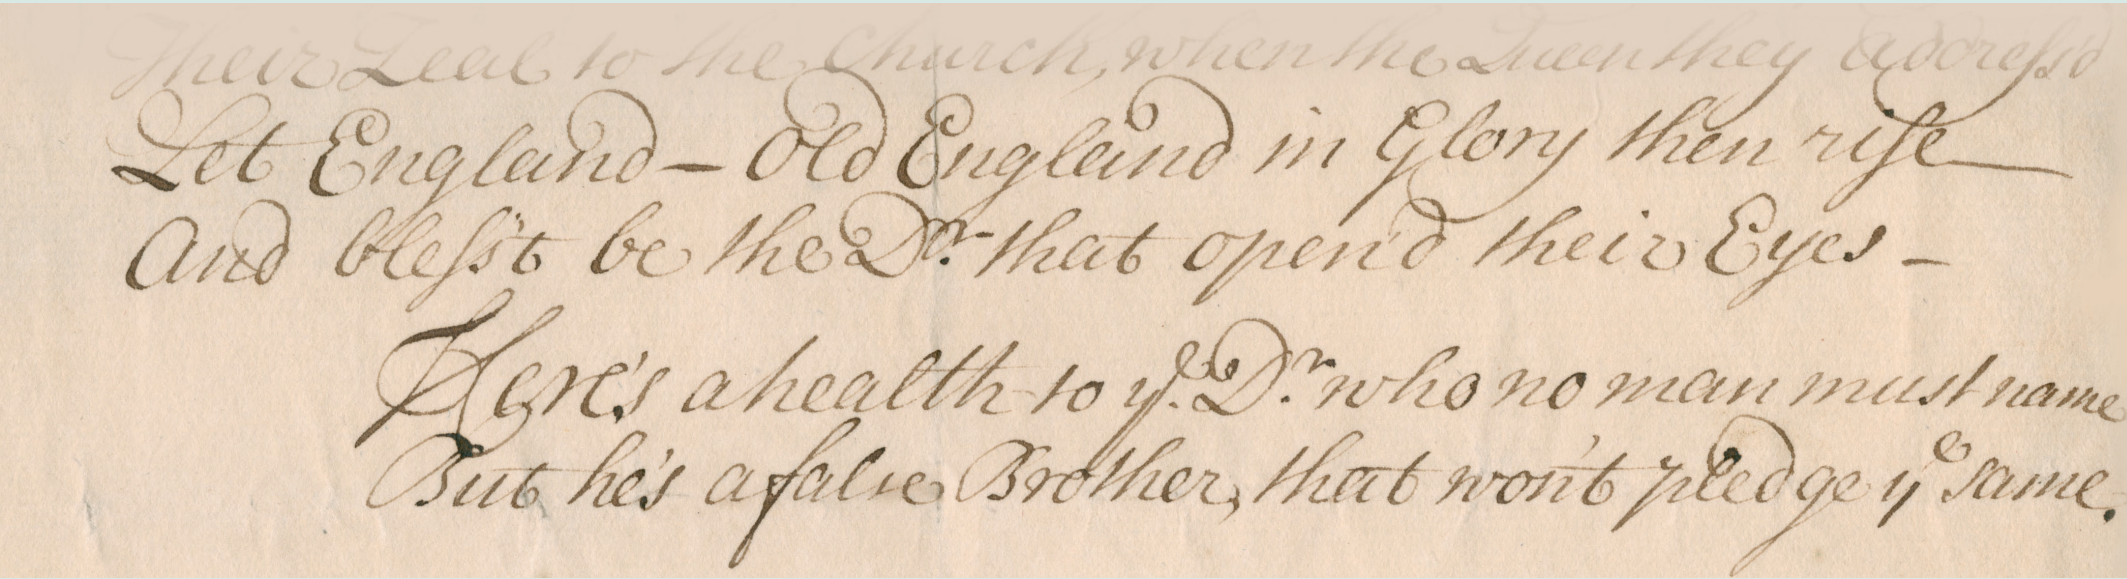 Their Zeal to the Church, when the Queen they address'd
Let England – Old England in Glory then rise
And bless't be the Dr. that open'd their Eyes –
Here's a health to ye. Dr. who no man must name
But he's a false Brother, that won't pledge ye same.